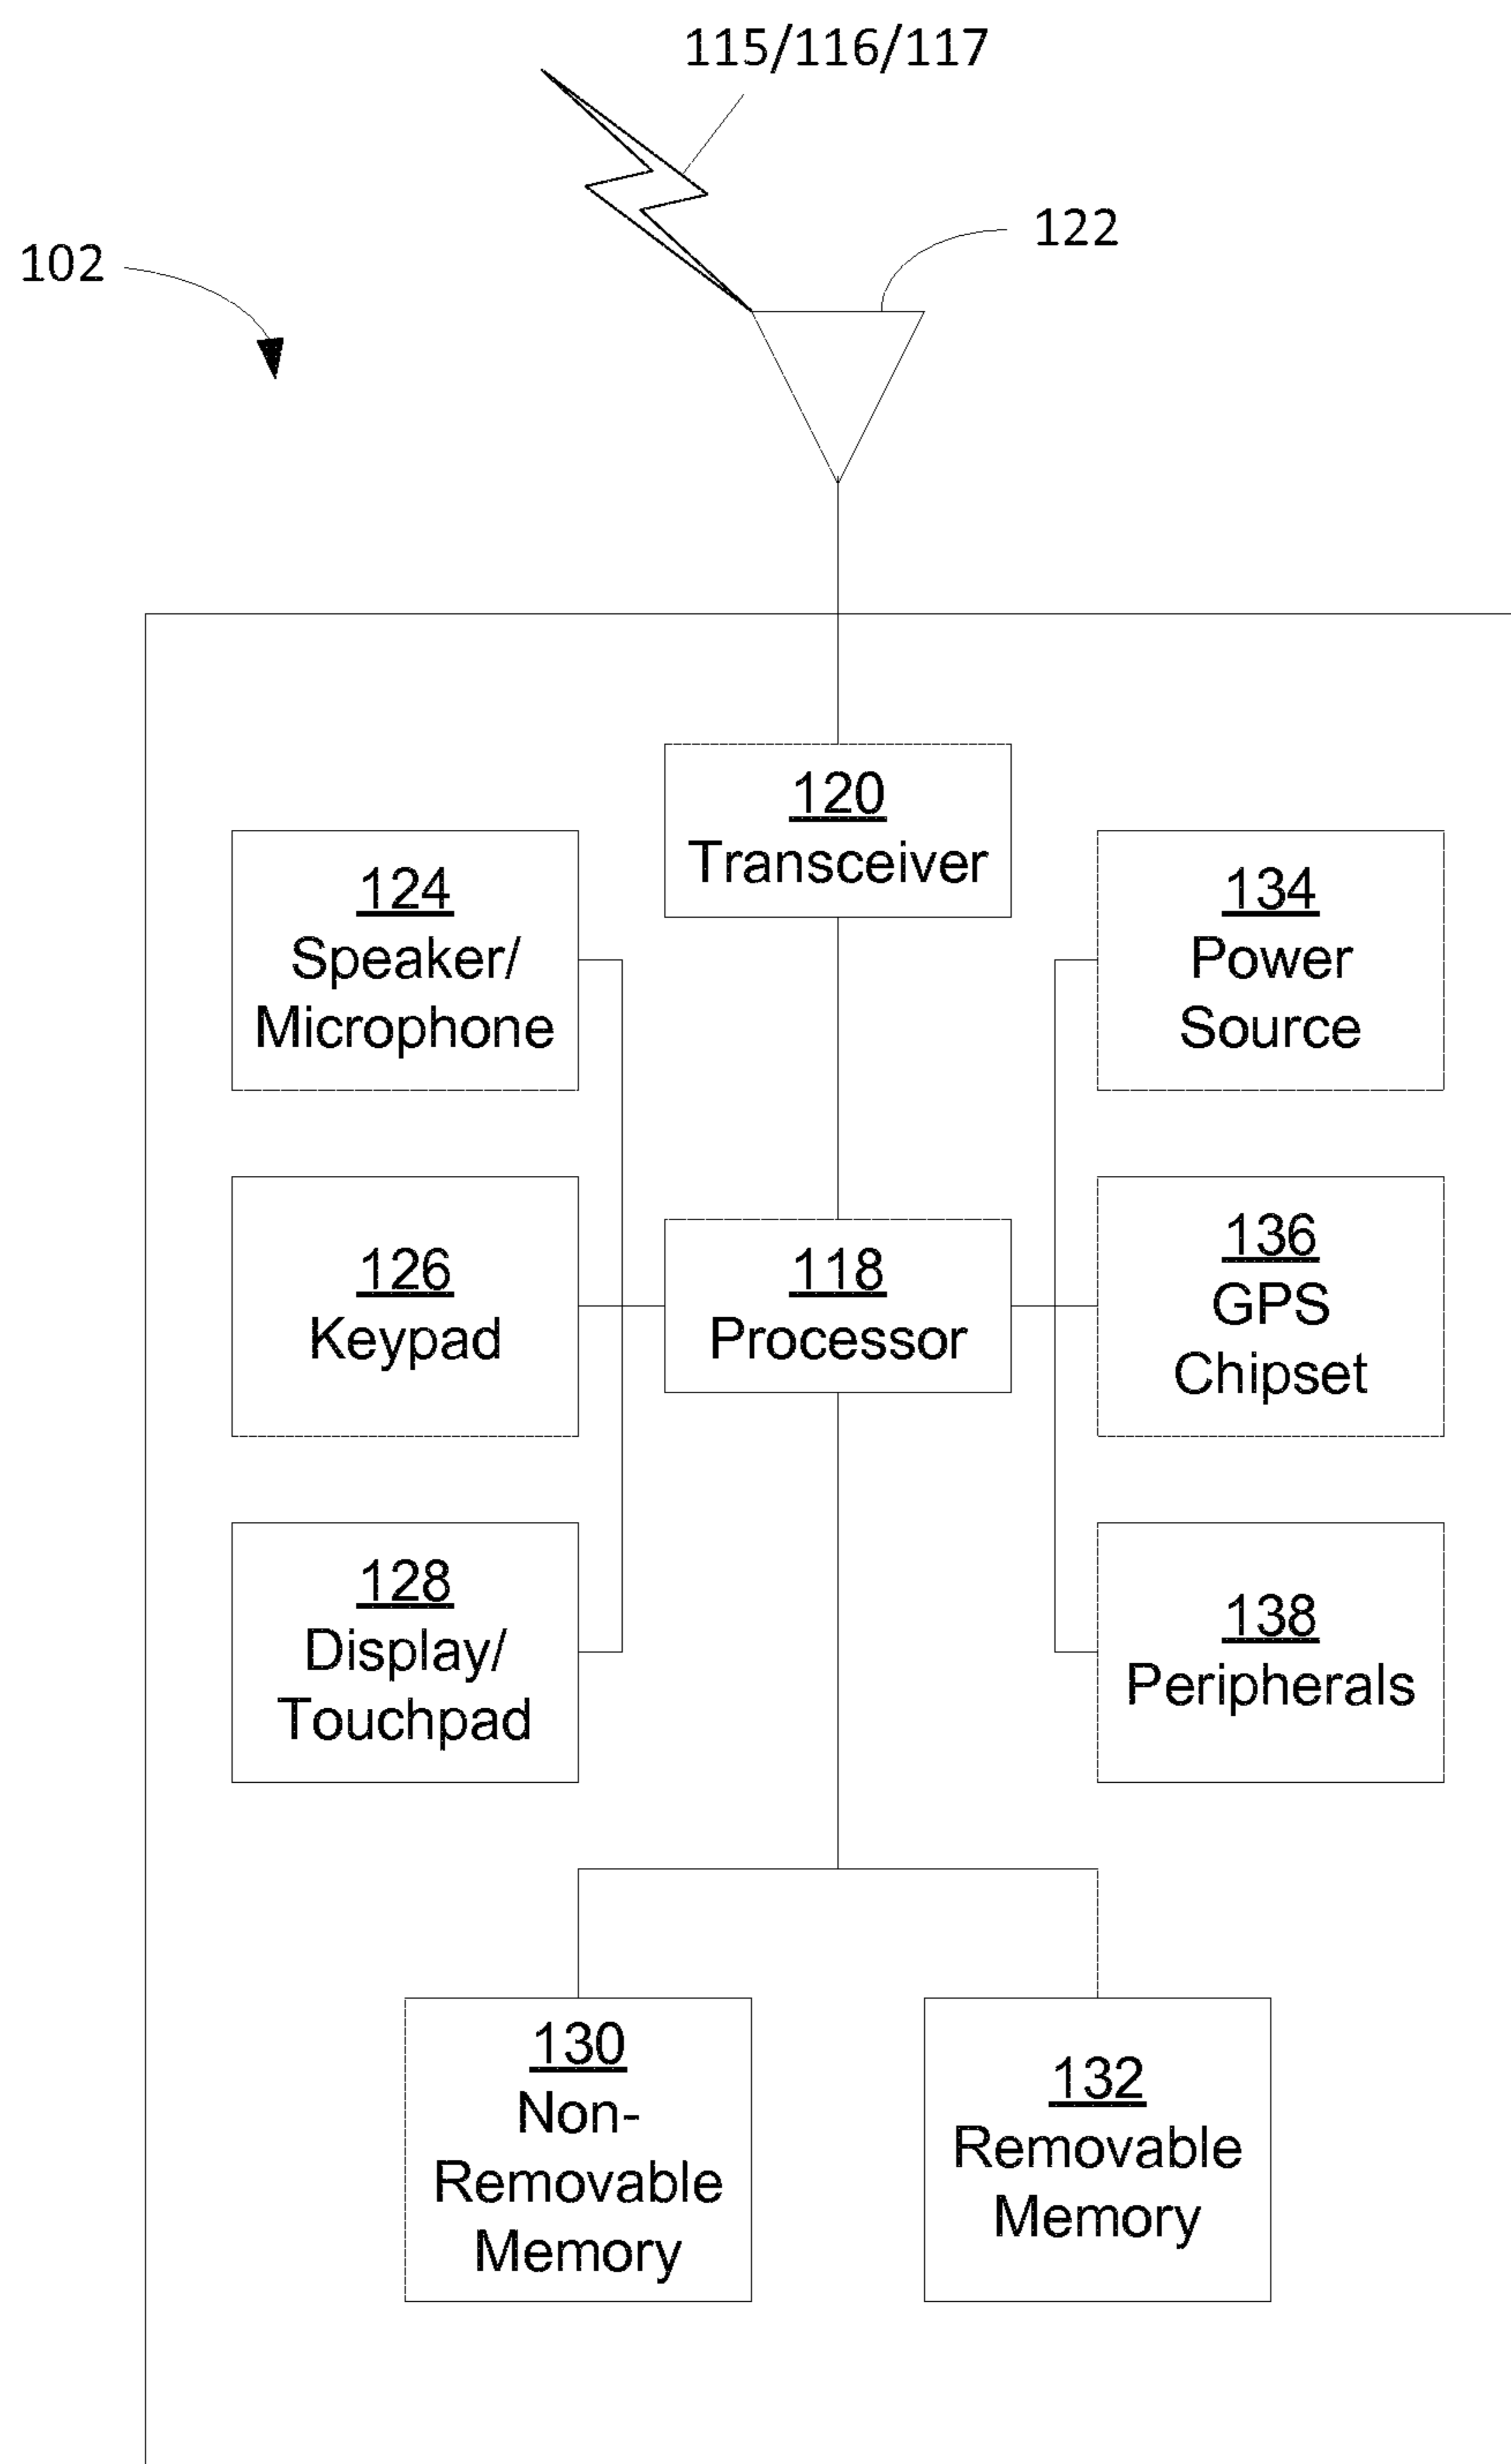 115/116/117
122
102
120
Transceiver
124
Speaker/
Microphone
134
Power
Source
126
Keypad
118
Processor
136
GPS
Chipset
128
Display/
Touchpad
138
Peripherals
130
Non-
Removable
Memory
132
Removable
Memory